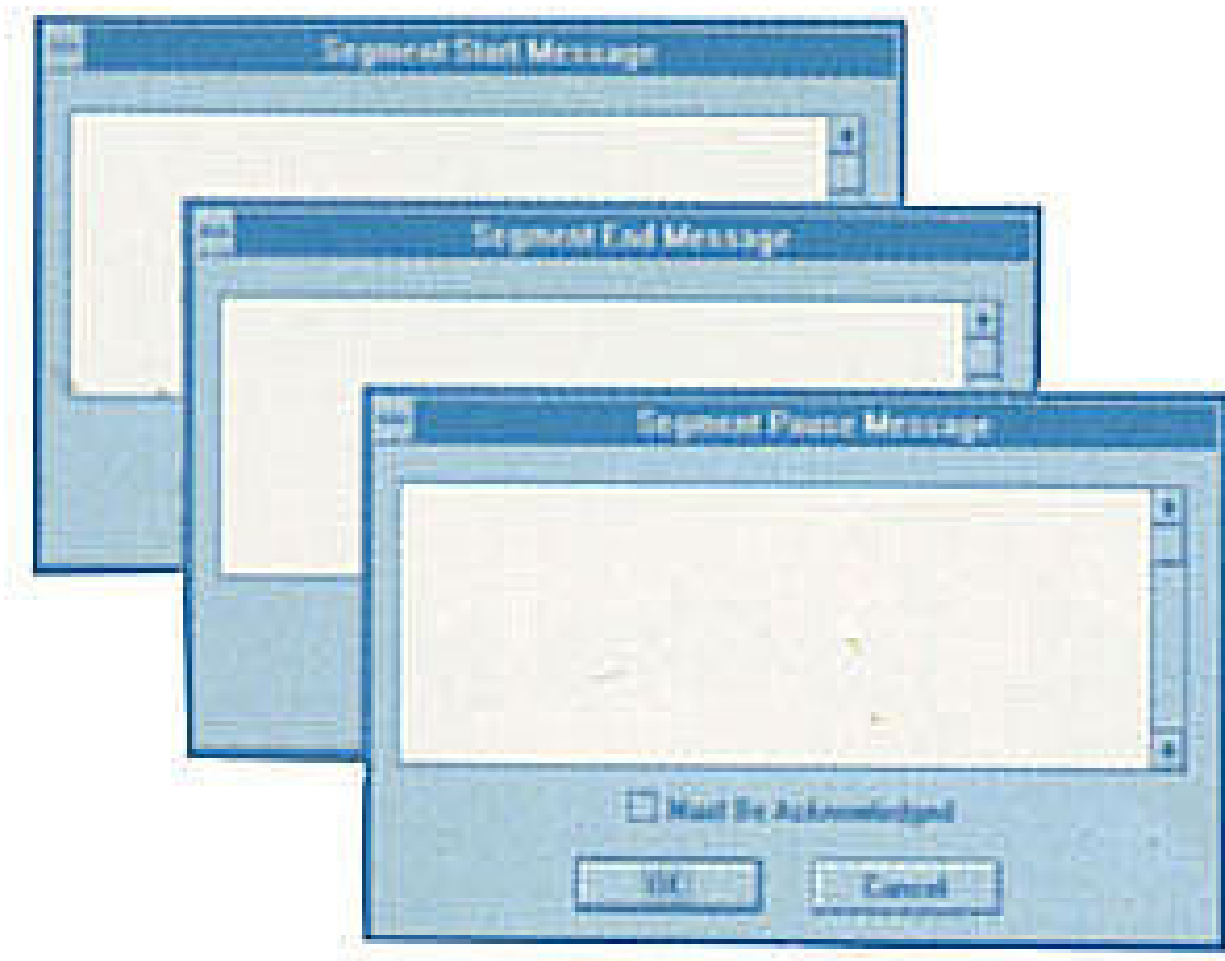 Segment Start Message
Segment End Message
Segment Pause Message
Must Be Acknowledged
OK
Cancel